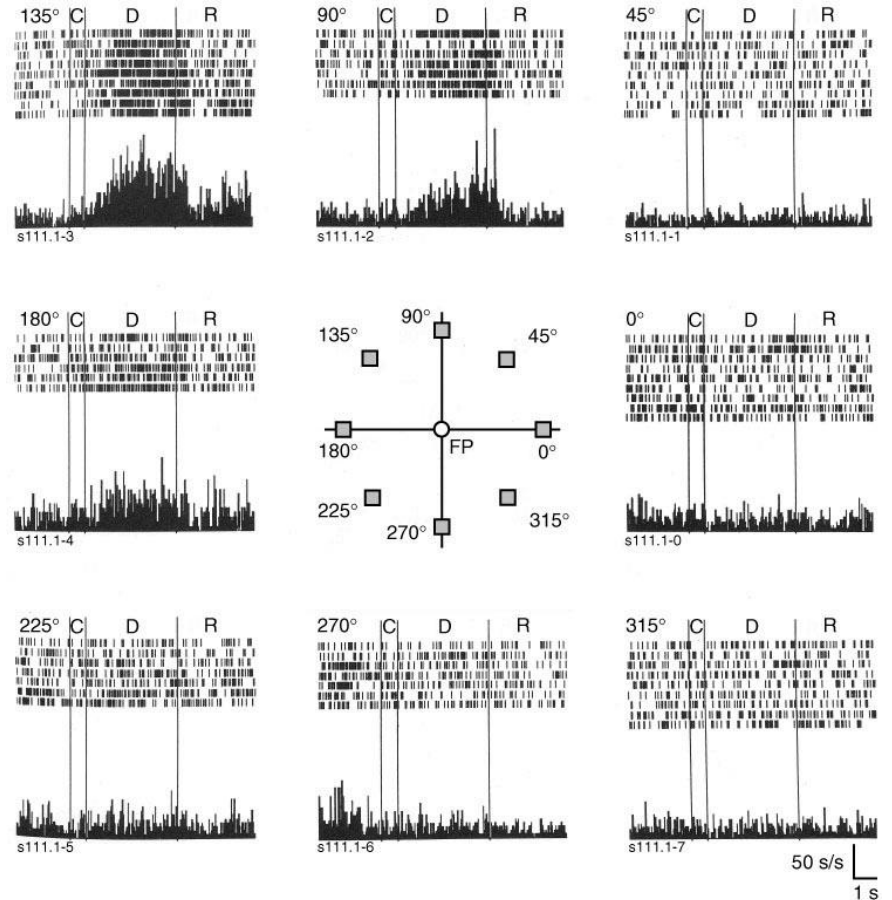 135° C D R
s111.1-3
90° C D R
s111.1-2
45° C D R
s111.1-1
180° C D R
s111.1-4
90°
135°
45°
180°
FP
0°
225°
270°
315°
0° C D R
s111.1-0
225° C D R
s111.1-5
270° C D R
s111.1-6
315° C D R
s111.1-7
50 s/s
1 s